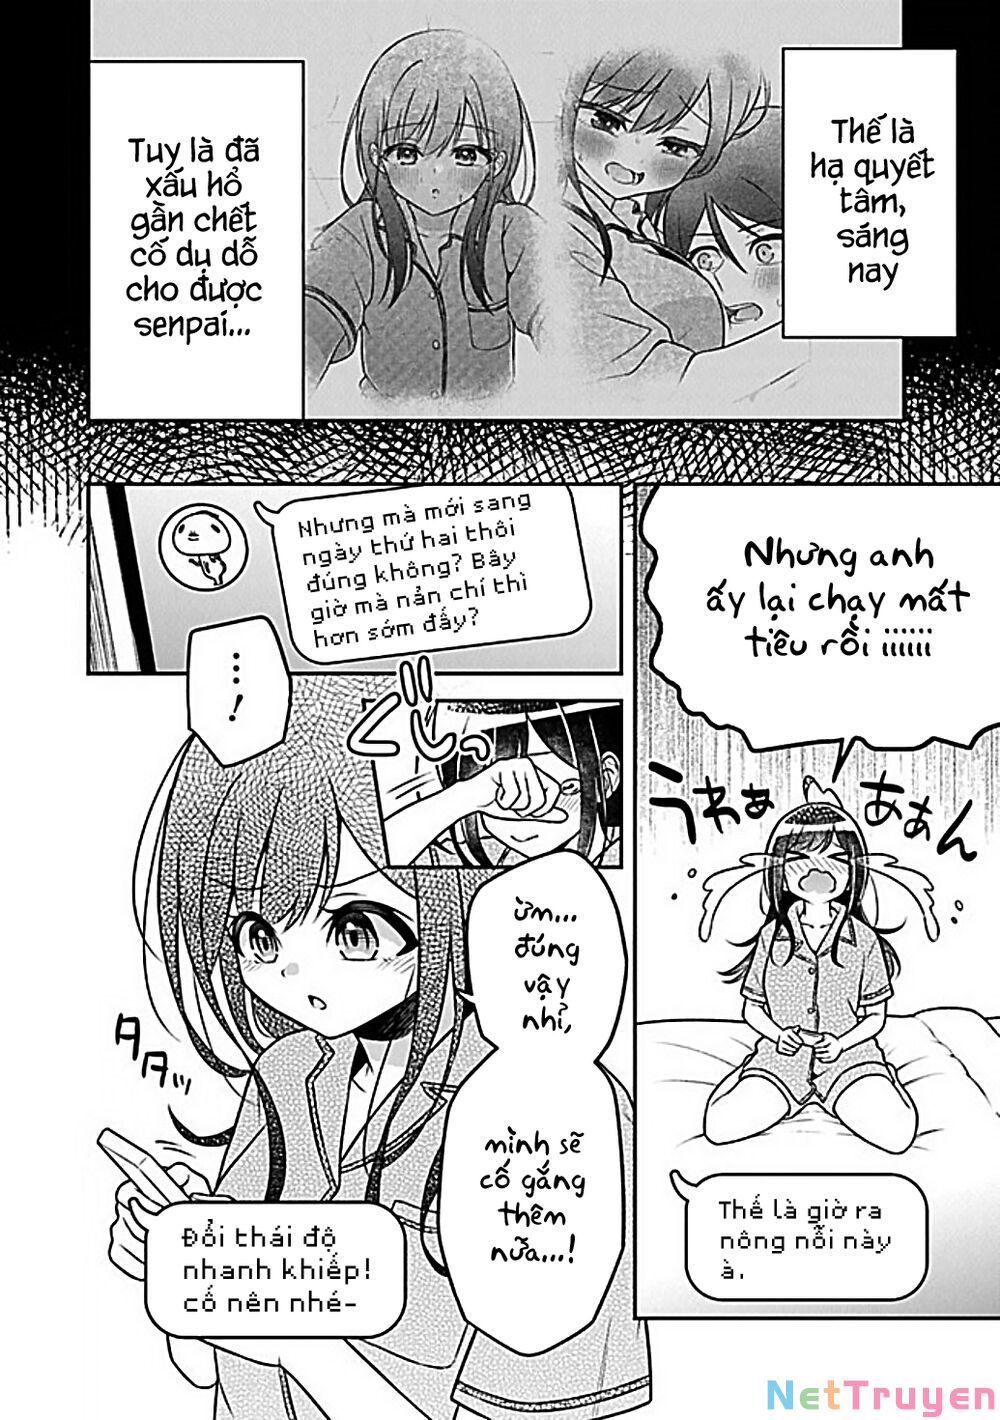 Thế là
hạ quyết
tâm,
sáng
nay
Tuy là đã
xấu hổ
gần chết
cố dụ dỗ
cho được
senpai...
Nhưng anh
ấy lại chạy mất
tiêu rồi iiiiii
うわぁ
ああん
Thế là giờ ra
nông nỗi này
à.
Nhưng mà mới sang
ngày thứ hai thôi
đúng không? Bây
giờ mà nản chí thì
hơn sớm đấy?
...!
ぐじっ
ừm...
đúng
vậy
nhỉ,
mình sẽ
cố gắng
thêm
nữa...!
タタタッ
Đổi thái độ
nhanh khiếp!
cố nên nhé-
NetTruyen